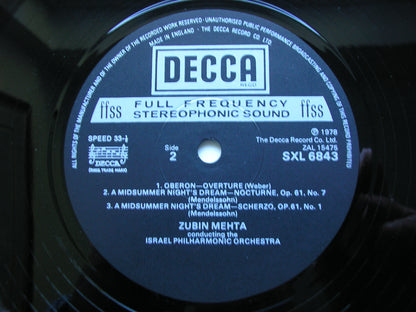 ALL RIGHTS OF THE MANUFACTURER AND OF THE OWNER OF THE RECORDED WORK RESERVED · UNAUTHORISED PUBLIC PERFORMANCE BROADCASTING AND COPYING OF THIS RECORD PROHIBITED
MADE IN ENGLAND · THE DECCA RECORD CO. LTD.
DECCA
ffss FULL FREQUENCY ffss
STEREOPHONIC SOUND
SPEED 33⅓
℗ 1978
The Decca Record Co. Ltd.
Side
2
ZAL 15475
SXL 6843
DECCA
1. OBERON—OVERTURE (Weber)
2. A MIDSUMMER NIGHT'S DREAM—NOCTURNE, Op. 61, No. 7
(Mendelssohn)
3. A MIDSUMMER NIGHT'S DREAM—SCHERZO, OP. 61, No. 1
(Mendelssohn)
ZUBIN MEHTA
conducting the
ISRAEL PHILHARMONIC ORCHESTRA